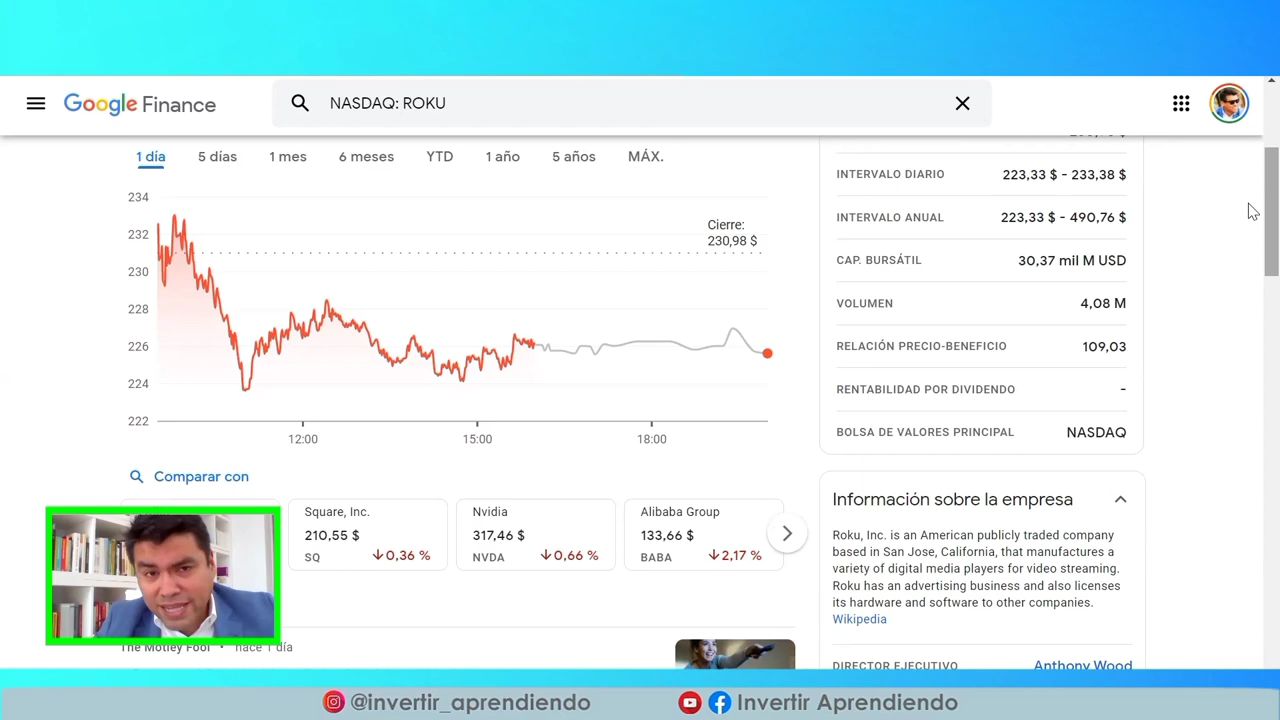 Google Finance
NASDAQ: ROKU
1 día 5 días 1 mes 6 meses YTD 1 año 5 años MÁX.
234
232
230
228
226
224
222
Cierre:
230,98 $
12:00 15:00 18:00
Comparar con
Square, Inc.
210,55 $
SQ 0,36 %
Nvidia
317,46 $
NVDA 0,66 %
Alibaba Group
133,66 $
BABA 2,17 %
The Motley Fool • hace 1 día
INTERVALO DIARIO 223,33 $ - 233,38 $
INTERVALO ANUAL 223,33 $ - 490,76 $
CAP. BURSÁTIL 30,37 mil M USD
VOLUMEN 4,08 M
RELACIÓN PRECIO-BENEFICIO 109,03
RENTABILIDAD POR DIVIDENDO -
BOLSA DE VALORES PRINCIPAL NASDAQ
Información sobre la empresa
Roku, Inc. is an American publicly traded company
based in San Jose, California, that manufactures a
variety of digital media players for video streaming.
Roku has an advertising business and also licenses
its hardware and software to other companies.
Wikipedia
DIRECTOR EJECUTIVO Anthony Wood
@invertir_aprendiendo Invertir Aprendiendo